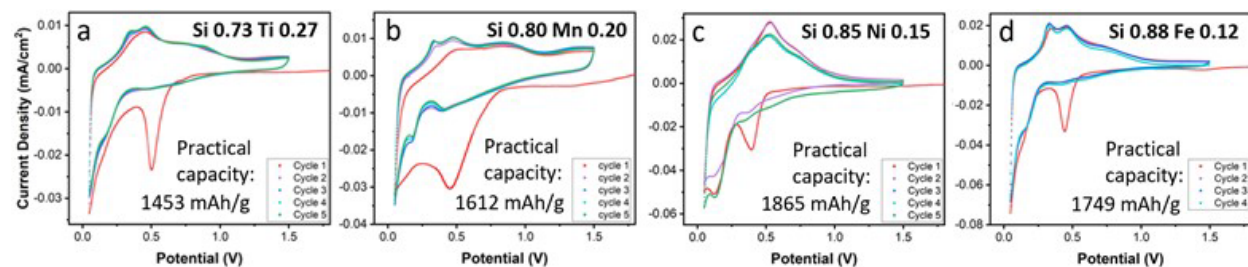 a
Si 0.73 Ti 0.27
b
Si 0.80 Mn 0.20
c
Si 0.85 Ni 0.15
d
Si 0.88 Fe 0.12
Current Density (mA/cm²)
0.01
0.00
-0.01
-0.02
-0.03
Practical
capacity:
1453 mAh/g
Cycle 1
Cycle 2
Cycle 3
Cycle 4
Cycle 5
0.0
0.5
1.0
1.5
Potential (V)
0.02
0.01
0.00
-0.01
-0.02
-0.03
-0.04
Practical
capacity:
1612 mAh/g
Cycle 1
Cycle 2
Cycle 3
Cycle 4
Cycle 5
0.0
0.5
1.0
1.5
Potential (V)
0.02
0.00
-0.02
-0.04
-0.06
Practical
capacity:
1865 mAh/g
Cycle 1
Cycle 2
Cycle 3
Cycle 4
Cycle 5
0.0
0.5
1.0
1.5
Potential (V)
0.02
0.00
-0.02
-0.04
-0.06
-0.08
Practical
capacity:
1749 mAh/g
Cycle 1
Cycle 2
Cycle 3
Cycle 4
0.0
0.5
1.0
1.5
Potential (V)